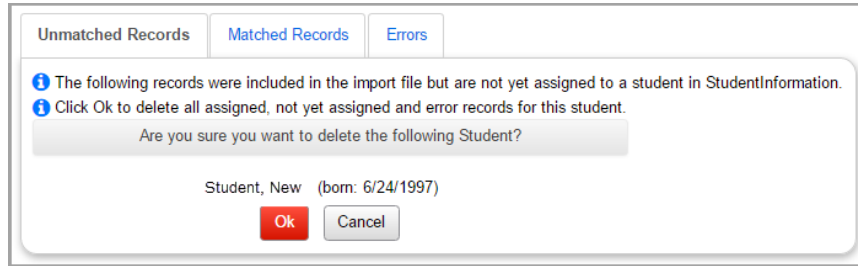 Unmatched Records Matched Records Errors
The following records were included in the import file but are not yet assigned to a student in StudentInformation.
Click Ok to delete all assigned, not yet assigned and error records for this student.
Are you sure you want to delete the following Student?
Student, New (born: 6/24/1997)
Ok Cancel